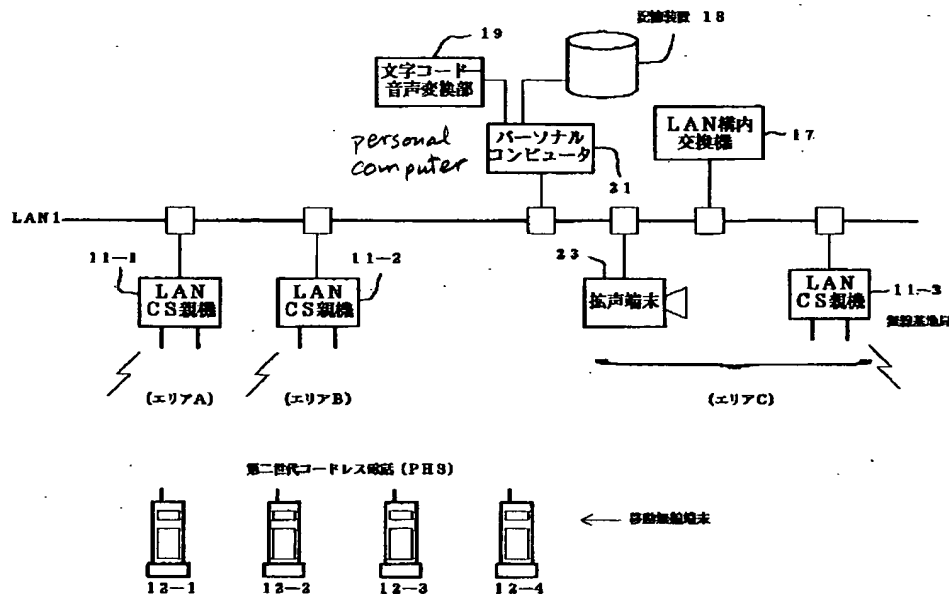 記憶装置 18
19
文字コード
音声変換部
personal
computer
パーソナル
コンピュータ
21
LAN構内
交換機
17
LAN1
11-1
LAN
CS親機
11-2
LAN
CS親機
23
拡声端末
LAN
CS親機
11-3
無線基地局
(エリアA)
(エリアB)
(エリアC)
第二世代コードレス電話 (PHS)
移動無線端末
12-1
12-2
12-3
12-4